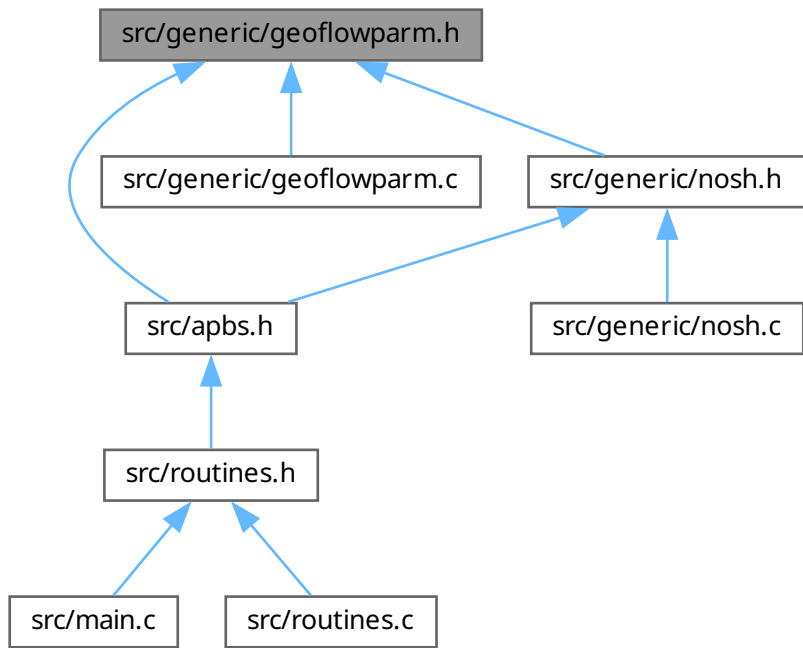 src/generic/geoflowparm.h
src/generic/geoflowparm.c
src/generic/nosh.h
src/apbs.h
src/generic/nosh.c
src/routines.h
src/main.c
src/routines.c